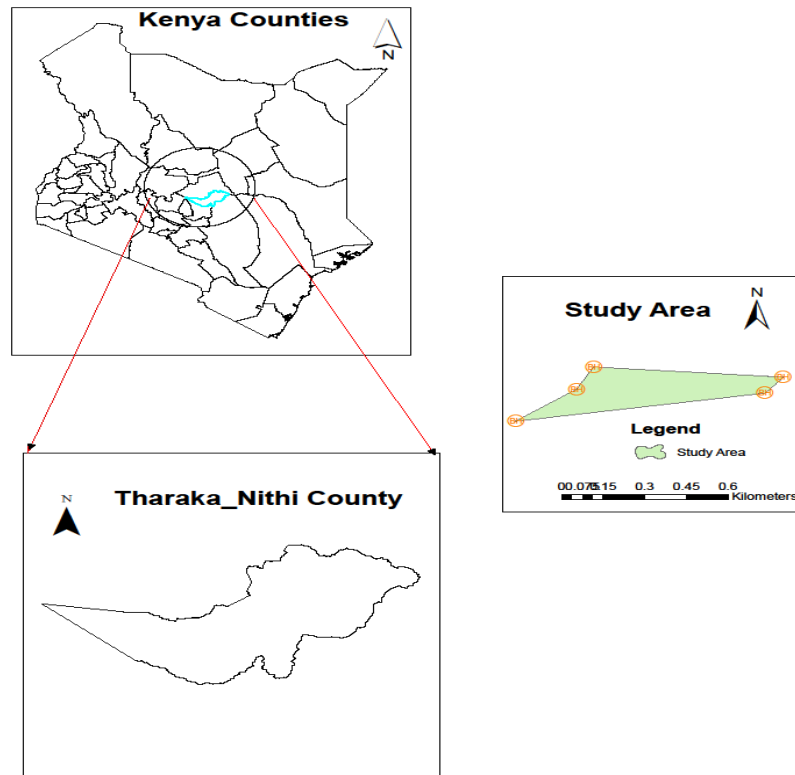 Kenya Counties
N
N
Study Area
BH
BH
BH
BH
BH
Legend
Study Area
0.6
0.45
0.3
Kilometers
N
Tharaka_Nithi County